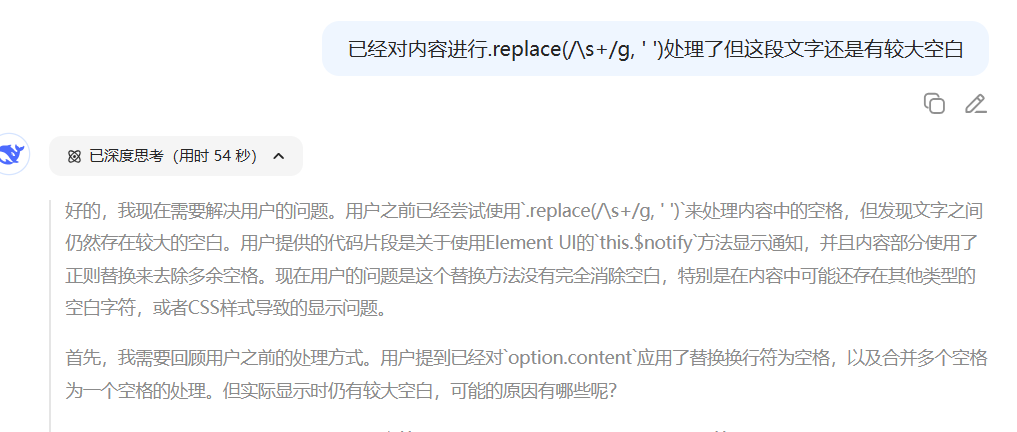 已经对内容进行.replace(/\s+/g, ' ')处理了但这段文字还是有较大空白
已深度思考（用时 54 秒）
好的，我现在需要解决用户的问题。用户之前已经尝试使用`.replace(/\s+/g, ' ')`来处理内容中的空格，但发现文字之间
仍然存在较大的空白。用户提供的代码片段是关于使用Element UI的`this.$notify`方法显示通知，并且内容部分使用了
正则替换来去除多余空格。现在用户的问题是这个替换方法没有完全消除空白，特别是在内容中可能还存在其他类型的
空白字符，或者CSS样式导致的显示问题。
首先，我需要回顾用户之前的处理方式。用户提到已经对`option.content`应用了替换换行符为空格，以及合并多个空格
为一个空格的处理。但实际显示时仍有较大空白，可能的原因有哪些呢？